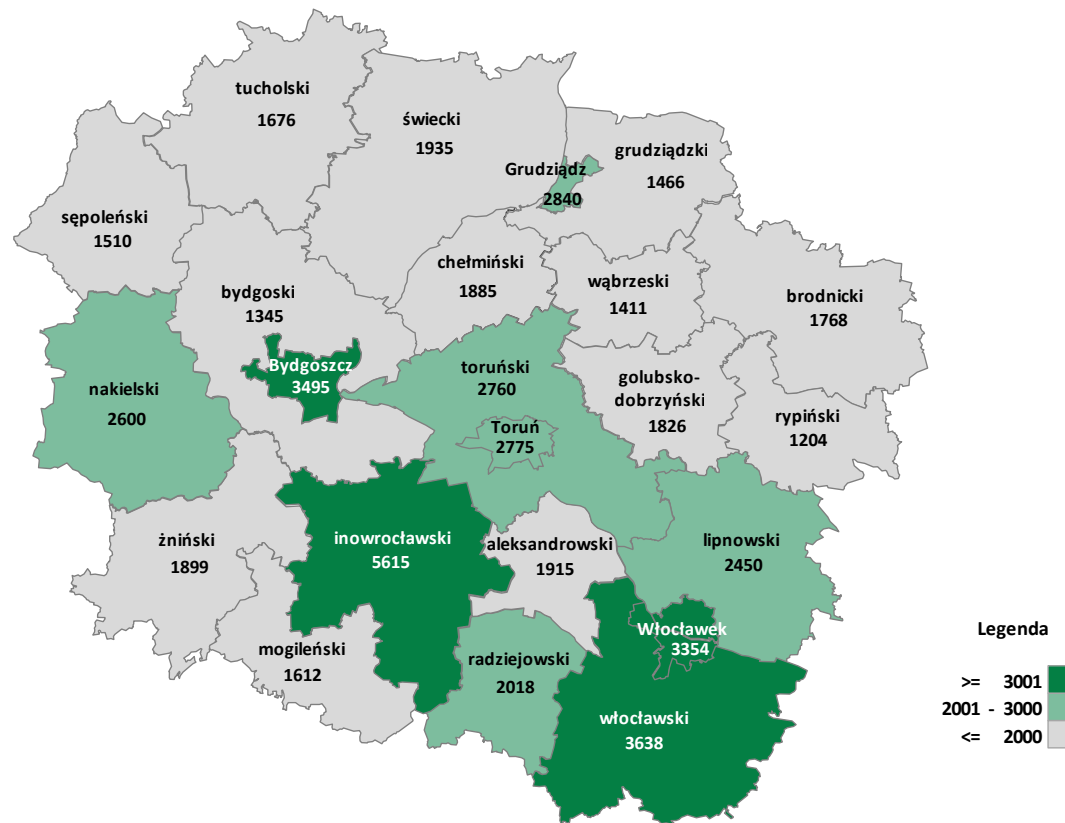 tucholski
1676
świecki
1935
grudziądzki
1466
Grudziądz
2840
sępoleński
1510
chełmiński
1885
wąbrzeski
1411
brodnicki
1768
bydgoski
1345
Bydgoszcz
3495
toruński
2760
golubsko-
dobrzyński
1826
nakielski
2600
rypiński
1204
Toruń
2775
żniński
1899
inowrocławski
5615
aleksandrowski
1915
lipnowski
2450
mogileński
1612
radziejowski
2018
Włocławek
3354
włocławski
3638
Legenda
>= 3001
2001 - 3000
<= 2000